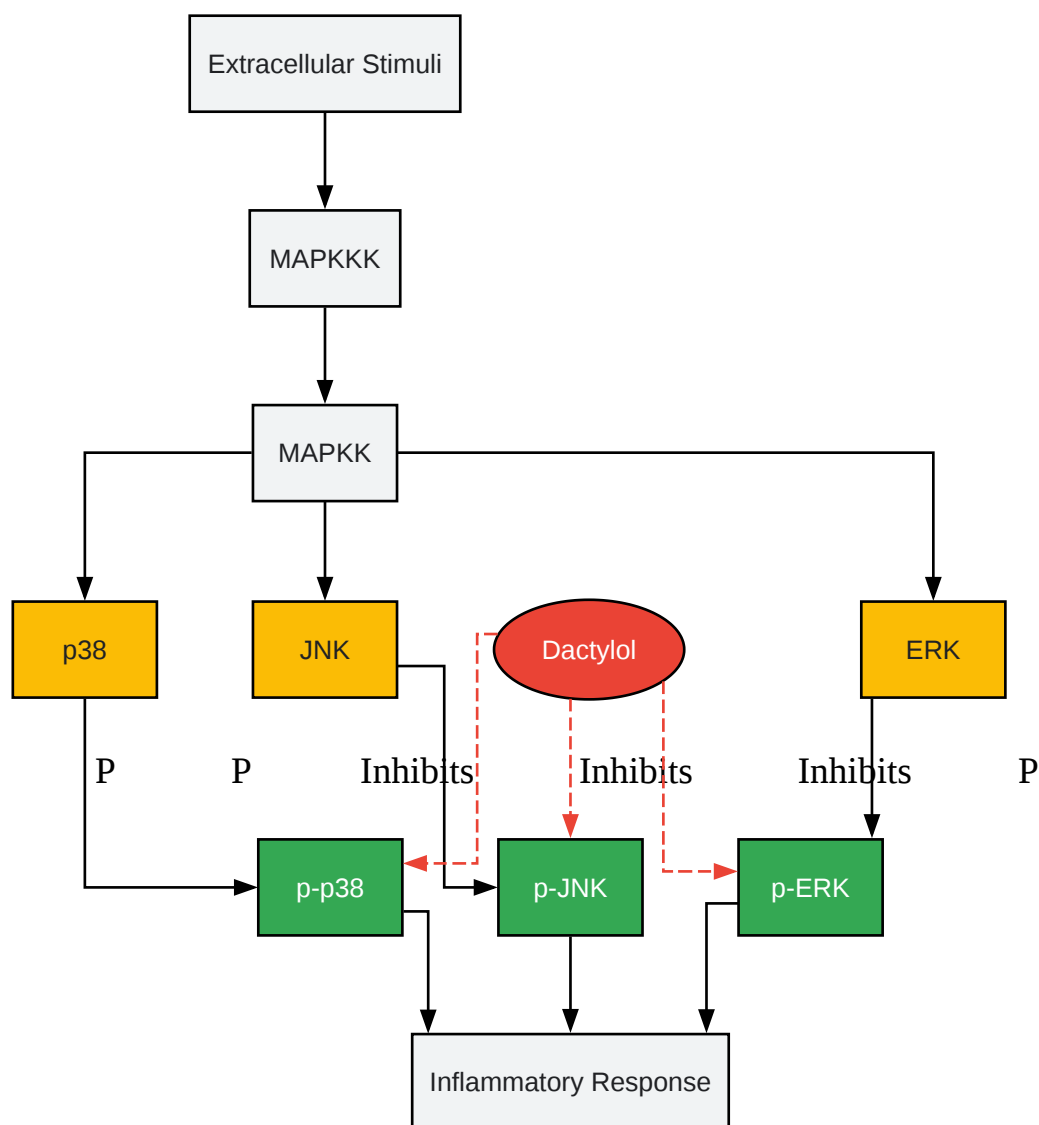 Extracellular Stimuli
MAPKKK
MAPKK
p38
JNK
Dactylol
ERK
P
P
Inhibits
Inhibits
Inhibits
P
p-p38
p-JNK
p-ERK
Inflammatory Response